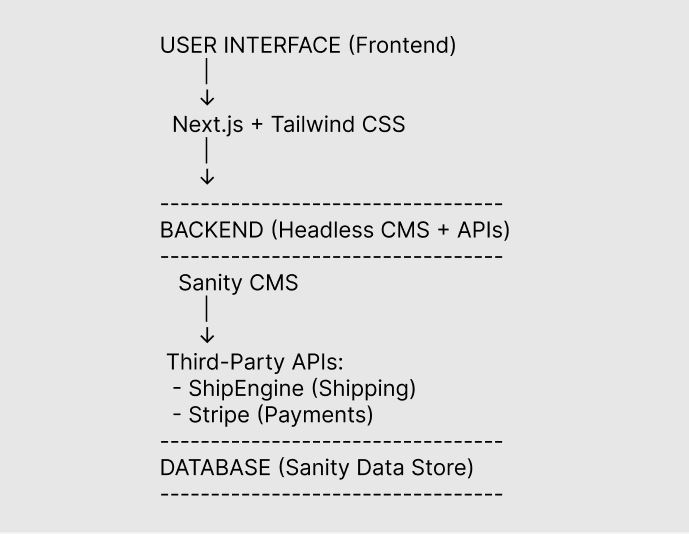 USER INTERFACE (Frontend)
|
↓
Next.js + Tailwind CSS
|
↓
----------------------------------
BACKEND (Headless CMS + APIs)
----------------------------------
Sanity CMS
|
↓
Third-Party APIs:
- ShipEngine (Shipping)
- Stripe (Payments)
----------------------------------
DATABASE (Sanity Data Store)
----------------------------------